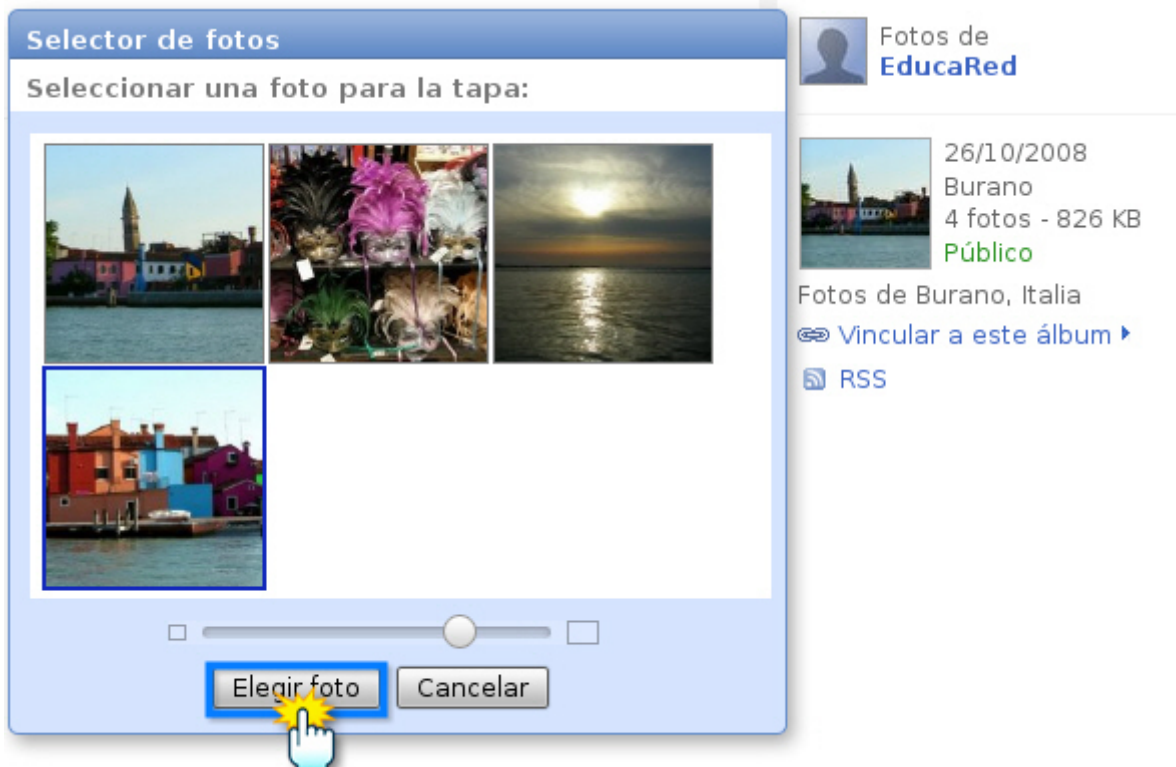 Selector de fotos
Seleccionar una foto para la tapa:
Elegir foto
Cancelar
Fotos de
EducaRed
26/10/2008
Burano
4 fotos - 826 KB
Público
Fotos de Burano, Italia
Vincular a este álbum
RSS